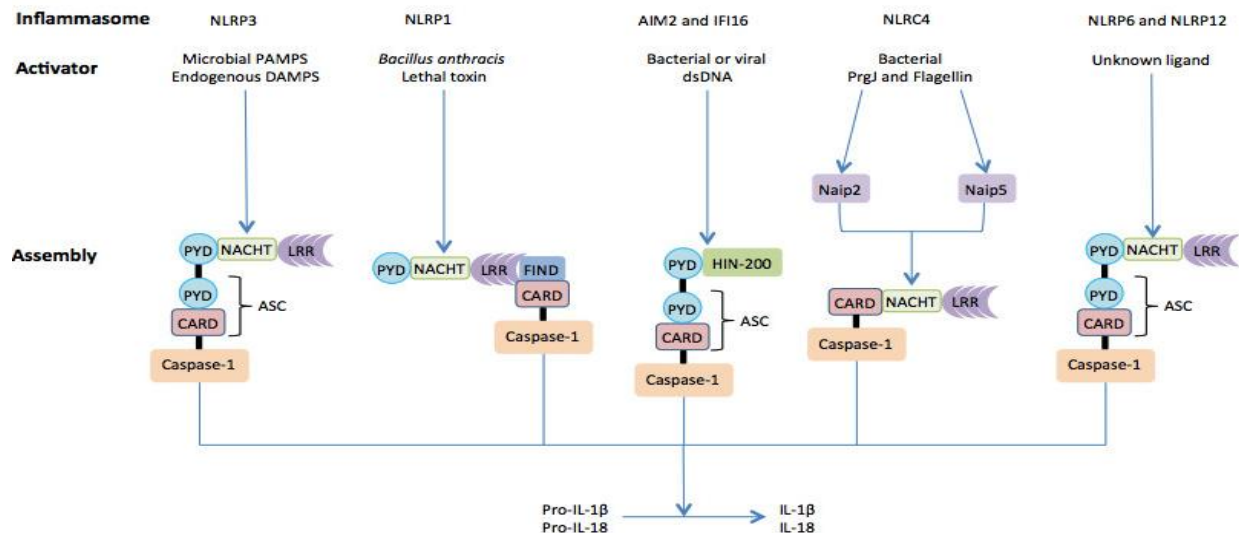 Inflammasome
NLRP3
NLRP1
AIM2 and IFI16
NLRC4
NLRP6 and NLRP12
Activator
Microbial PAMPS
Endogenous DAMPS
Bacillus anthracis
Lethal toxin
Bacterial or viral
dsDNA
Bacterial
PrgJ and Flagellin
Unknown ligand
Naip2
Naip5
Assembly
PYD NACHT LRR
PYD
CARD
ASC
Caspase-1
PYD NACHT LRR FIND
CARD
Caspase-1
PYD HIN-200
PYD
CARD
ASC
Caspase-1
CARD NACHT LRR
Caspase-1
PYD NACHT LRR
PYD
CARD
ASC
Caspase-1
Pro-IL-1β
Pro-IL-18
IL-1β
IL-18